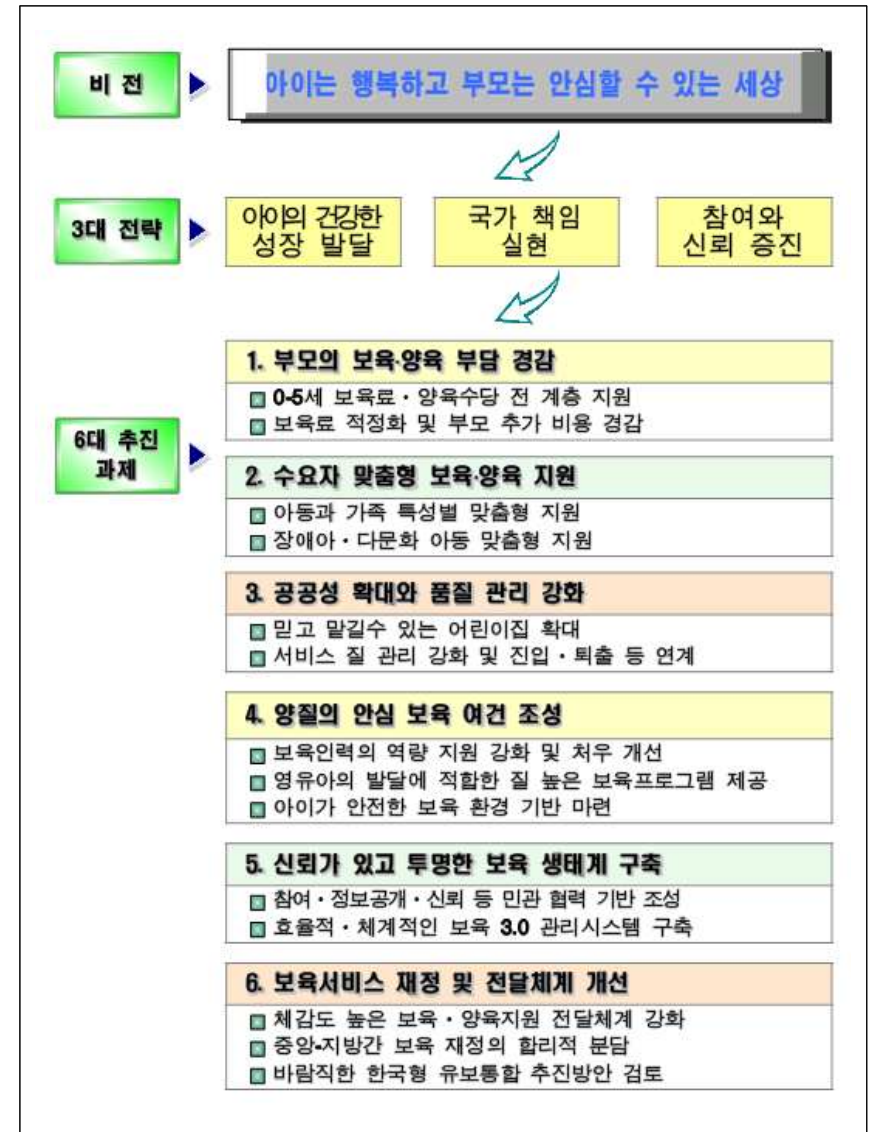 비 전
아이는 행복하고 부모는 안심할 수 있는 세상
3대 전략
아이의 건강한
성장 발달
국가 책임
실현
참여와
신뢰 증진
6대 추진
과제
1. 부모의 보육·양육 부담 경감
0-5세 보육료·양육수당 전 계층 지원
보육료 적정화 및 부모 추가 비용 경감
2. 수요자 맞춤형 보육·양육 지원
아동과 가족 특성별 맞춤형 지원
장애아·다문화 아동 맞춤형 지원
3. 공공성 확대와 품질 관리 강화
믿고 맡길수 있는 어린이집 확대
서비스 질 관리 강화 및 진입·퇴출 등 연계
4. 양질의 안심 보육 여건 조성
보육인력의 역량 지원 강화 및 처우 개선
영유아의 발달에 적합한 질 높은 보육프로그램 제공
아이가 안전한 보육 환경 기반 마련
5. 신뢰가 있고 투명한 보육 생태계 구축
참여·정보공개·신뢰 등 민관 협력 기반 조성
효율적·체계적인 보육 3.0 관리시스템 구축
6. 보육서비스 재정 및 전달체계 개선
체감도 높은 보육·양육지원 전달체계 강화
중앙-지방간 보육 재정의 합리적 분담
바람직한 한국형 유보통합 추진방안 검토